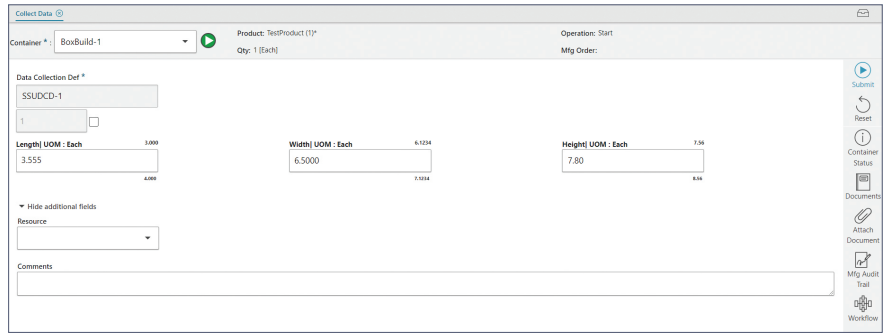 Collect Data
Container * : BoxBuild-1
Product: TestProduct (1)*
Operation: Start
Qty: 1 [Each]
Mfg Order:
Data Collection Def *
SSUDCD-1
1
Length| UOM : Each 3.000
3.555
4.000
Width| UOM : Each 6.1234
6.5000
7.1234
Height| UOM : Each 7.56
7.80
8.56
Hide additional fields
Resource
Comments
Submit
Reset
Container
Status
Documents
Attach
Document
Mfg Audit
Trail
Workflow